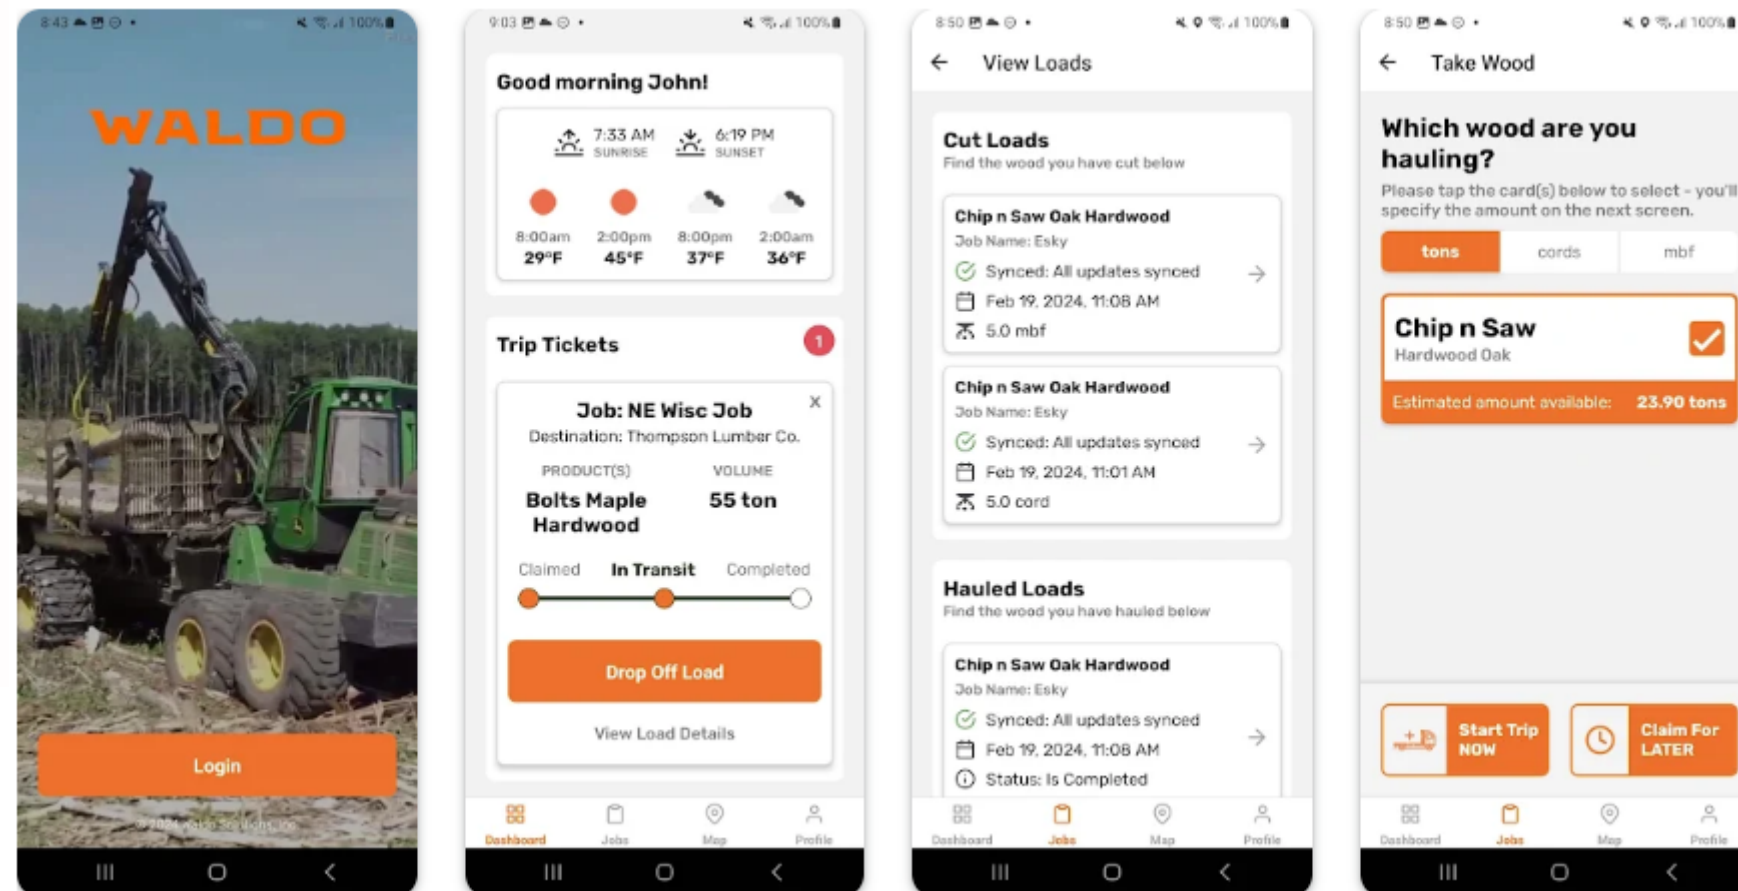 8:43
100%
WALDO
Login
© 2024 Waldo Solutions, Inc.
9:03
100%
Good morning John!
7:33 AM
SUNRISE
6:19 PM
SUNSET
8:00am
2:00pm
8:00pm
2:00am
29°F
45°F
37°F
36°F
Trip Tickets
1
Job: NE Wisc Job
X
Destination: Thompson Lumber Co.
PRODUCT(S)
VOLUME
Bolts Maple
Hardwood
55 ton
Claimed
In Transit
Completed
Drop Off Load
View Load Details
Dashboard
Jobs
Map
Profile
8:50
100%
View Loads
Cut Loads
Find the wood you have cut below
Chip n Saw Oak Hardwood
Job Name: Esky
Synced: All updates synced
Feb 19, 2024, 11:08 AM
5.0 mbf
Chip n Saw Oak Hardwood
Job Name: Esky
Synced: All updates synced
Feb 19, 2024, 11:01 AM
5.0 cord
Hauled Loads
Find the wood you have hauled below
Chip n Saw Oak Hardwood
Job Name: Esky
Synced: All updates synced
Feb 19, 2024, 11:08 AM
Status: Is Completed
Dashboard
Jobs
Map
Profile
8:50
100%
Take Wood
Which wood are you
hauling?
Please tap the card(s) below to select - you'll
specify the amount on the next screen.
tons
cords
mbf
Chip n Saw
Hardwood Oak
Estimated amount available:
23.90 tons
Start Trip
NOW
Claim For
LATER
Dashboard
Jobs
Map
Profile